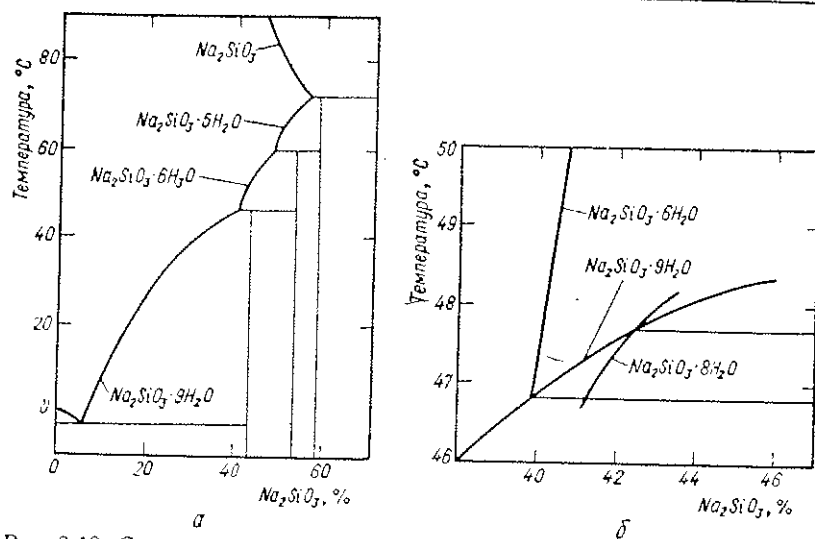 Температура, °C
80
60
40
20
0
Na₂SiO₃
Na₂SiO₃·5H₂O
Na₂SiO₃·6H₃O
Na₂SiO₃·9H₂O
0
20
40
60
Na₂SiO₃, %
а
Температура, °C
50
49
48
47
46
Na₂SiO₃·6H₂O
Na₂SiO₃·9H₂O
Na₂SiO₃·8H₂O
40
42
44
46
Na₂SiO₃, %
б